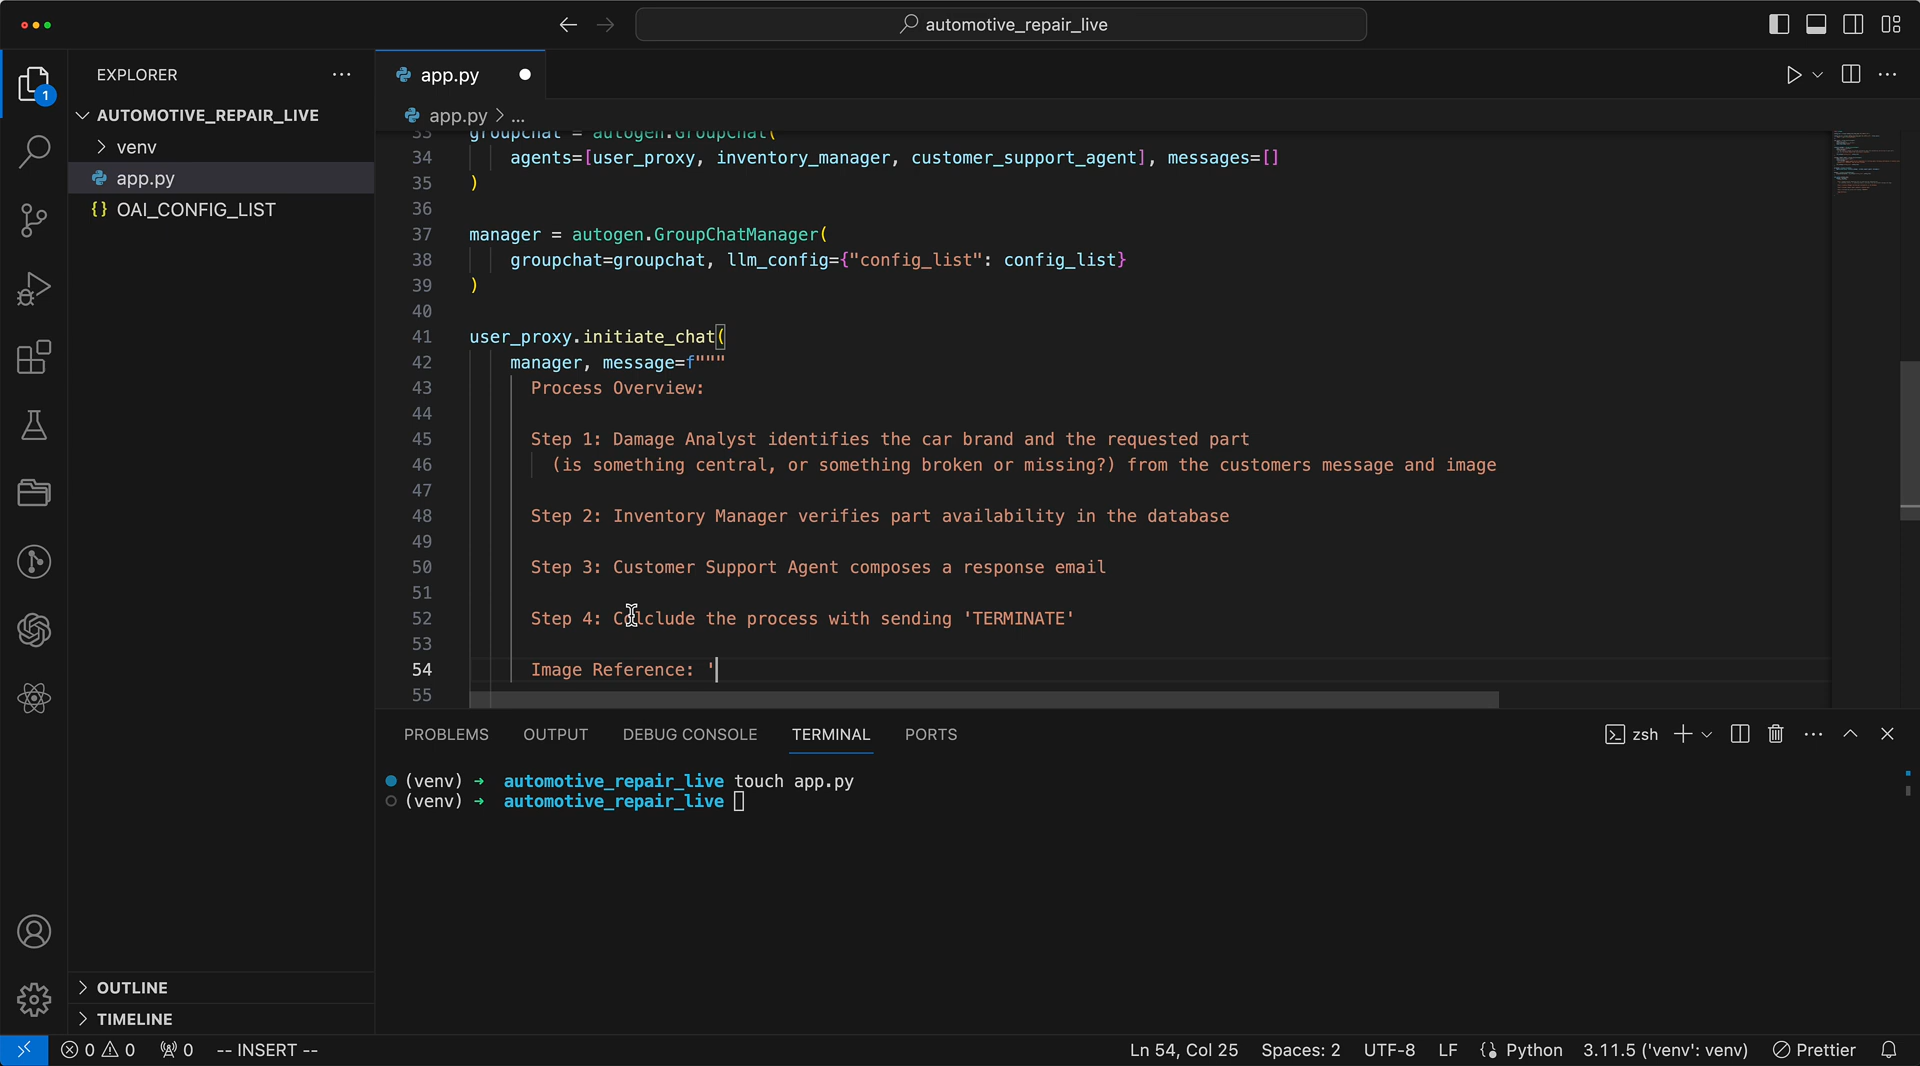 automotive_repair_live
EXPLORER
app.py
1
AUTOMOTIVE_REPAIR_LIVE
app.py > ...
venv
app.py
OAI_CONFIG_LIST
33 groupchat = autogen.GroupChat(
34 agents=[user_proxy, inventory_manager, customer_support_agent], messages=[]
35 )
36
37 manager = autogen.GroupChatManager(
38 groupchat=groupchat, llm_config={"config_list": config_list}
39 )
40
41 user_proxy.initiate_chat(
42 manager, message=f"""
43 Process Overview:
44
45 Step 1: Damage Analyst identifies the car brand and the requested part
46 (is something central, or something broken or missing?) from the customers message and image
47
48 Step 2: Inventory Manager verifies part availability in the database
49
50 Step 3: Customer Support Agent composes a response email
51
52 Step 4: Colclude the process with sending 'TERMINATE'
53
54 Image Reference: '
55
PROBLEMS OUTPUT DEBUG CONSOLE TERMINAL PORTS
zsh
(venv) → automotive_repair_live touch app.py
(venv) → automotive_repair_live
OUTLINE
TIMELINE
0 0 0 -- INSERT --
Ln 54, Col 25 Spaces: 2 UTF-8 LF Python 3.11.5 ('venv': venv) Prettier